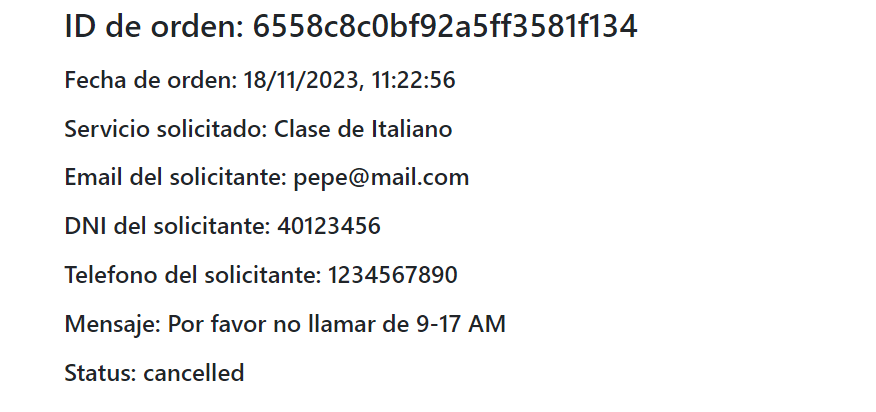 ID de orden: 6558c8c0bf92a5ff3581f134
Fecha de orden: 18/11/2023, 11:22:56
Servicio solicitado: Clase de Italiano
Email del solicitante: pepe@mail.com
DNI del solicitante: 40123456
Telefono del solicitante: 1234567890
Mensaje: Por favor no llamar de 9-17 AM
Status: cancelled